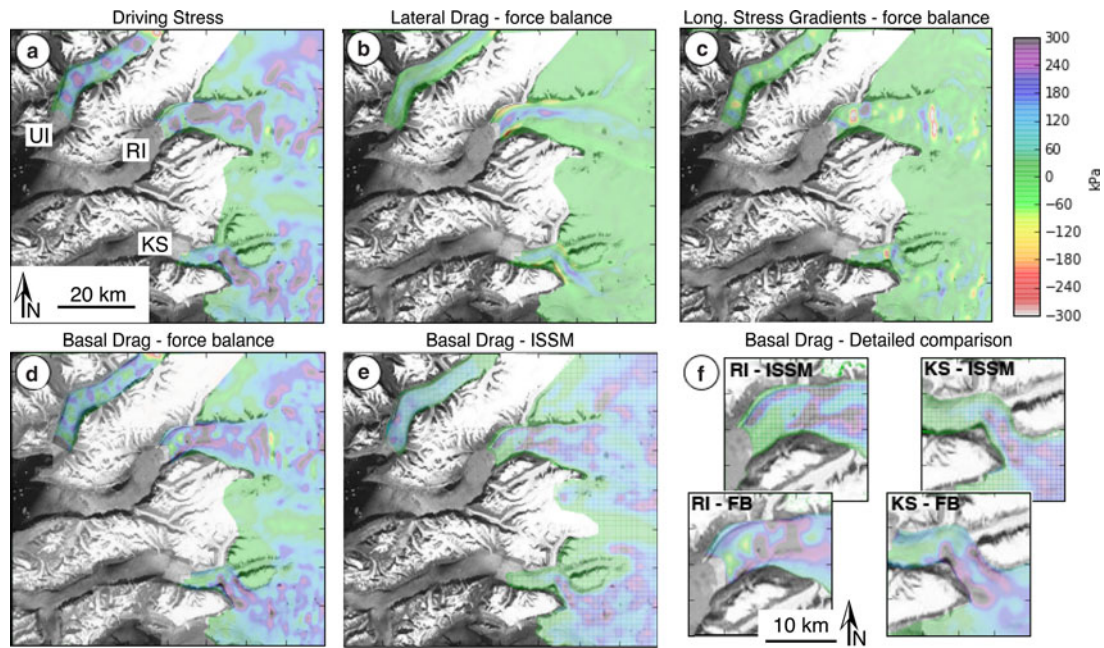 Driving Stress
Lateral Drag - force balance
Long. Stress Gradients - force balance
a
b
c
UI
RI
KS
N
20 km
300
240
180
120
60
0
−60
−120
−180
−240
−300
kPa
Basal Drag - force balance
Basal Drag - ISSM
Basal Drag - Detailed comparison
d
e
f
RI - ISSM
KS - ISSM
RI - FB
KS - FB
10 km
N